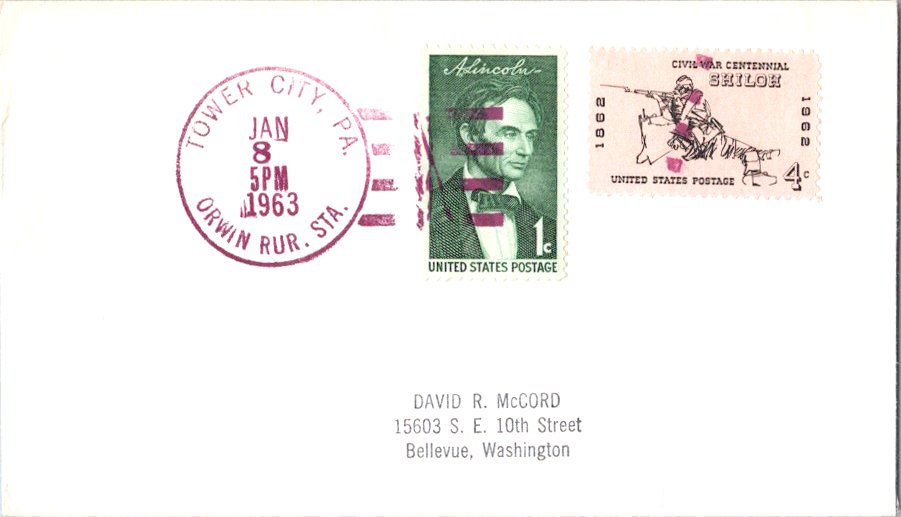 TOWER CITY, PA.
JAN
8
5PM
1963
ORWIN RUR. STA.
A. Lincoln
1c
UNITED STATES POSTAGE
CIVIL WAR CENTENNIAL
SHILOH
1862
1962
UNITED STATES POSTAGE
4c
DAVID R. McCORD
15603 S. E. 10th Street
Bellevue, Washington